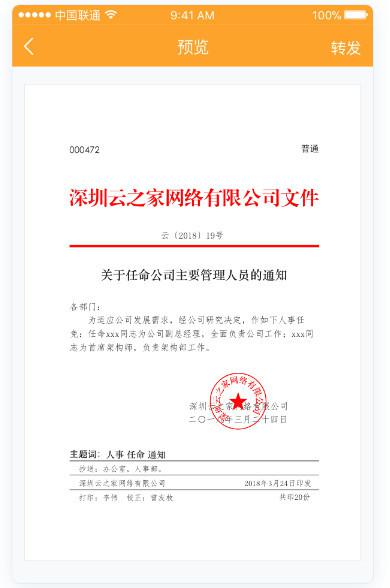 中国联通 9:41 AM 100%
预览 转发
000472 普通
深圳云之家网络有限公司文件
云（2018）19号
关于任命公司主要管理人员的通知
各部门：
为适应公司发展需求，经公司研究决定，作如下人事任
免：任命xxx同志为公司副总经理，全面负责公司工作；xxx同
志为首席架构师，负责架构部工作。
深圳云之家网络有限公司
深圳云之家网络有限公司
二〇一八年三月二十四日
主题词：人事 任命 通知
抄送：办公室、人事部。
深圳云之家网络有限公司 2018年3月24日印发
打印：李伟 校正：曾发枚 共印20份